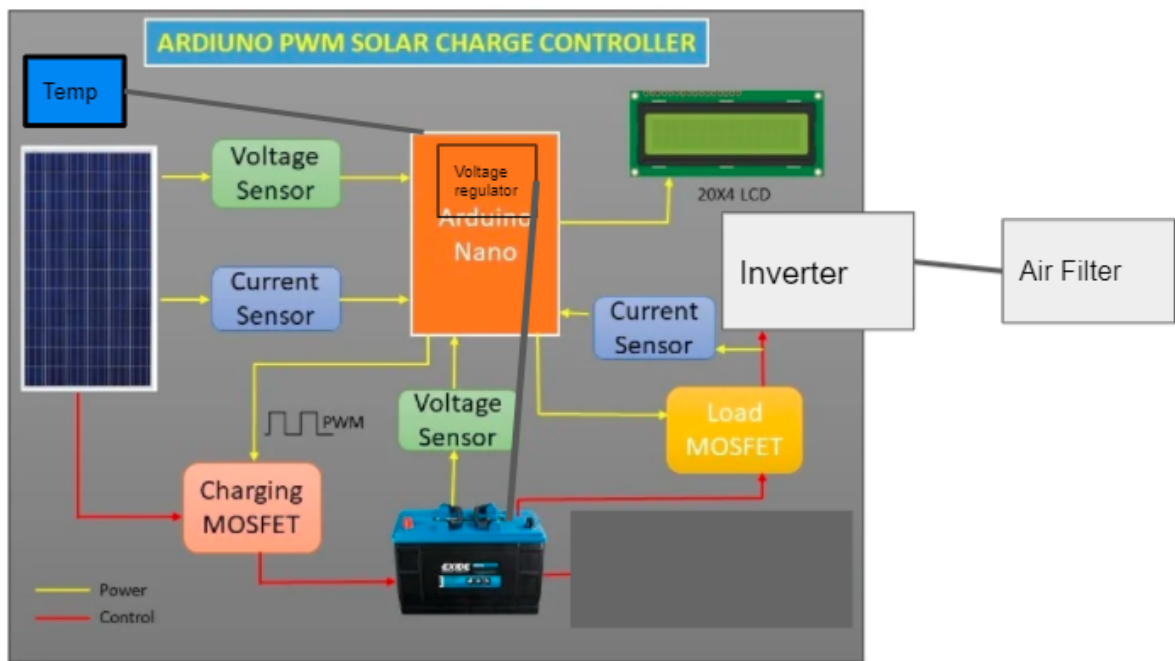 ARDIUNO PWM SOLAR CHARGE CONTROLLER
Temp
Voltage
Sensor
Voltage
regulator
Arduino
Nano
20X4 LCD
Inverter
Air Filter
Current
Sensor
Current
Sensor
PWM
Voltage
Sensor
Load
MOSFET
Charging
MOSFET
EXIDE
Power
Control